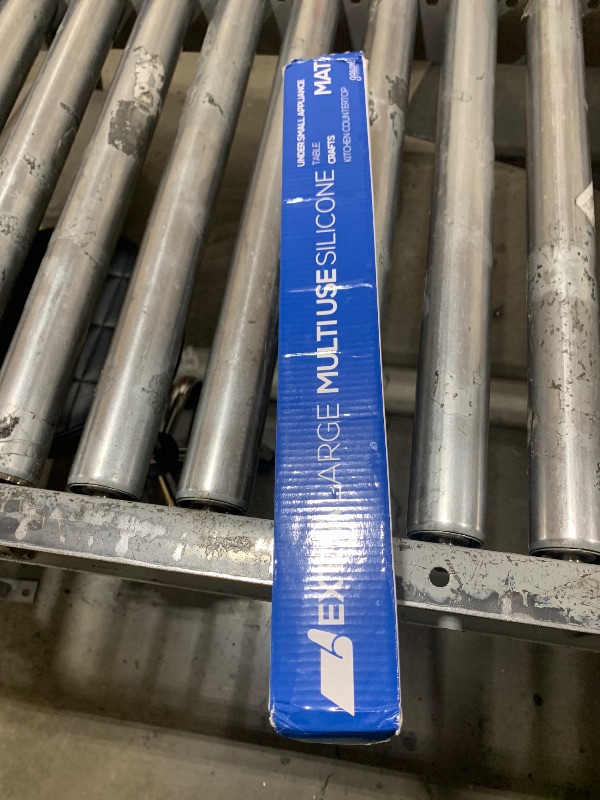 LARGE MULTI USE SILICONE MAT
UNDER SMALL APPLIANCE
TABLE
CRAFTS
KITCHEN COUNTERTOP